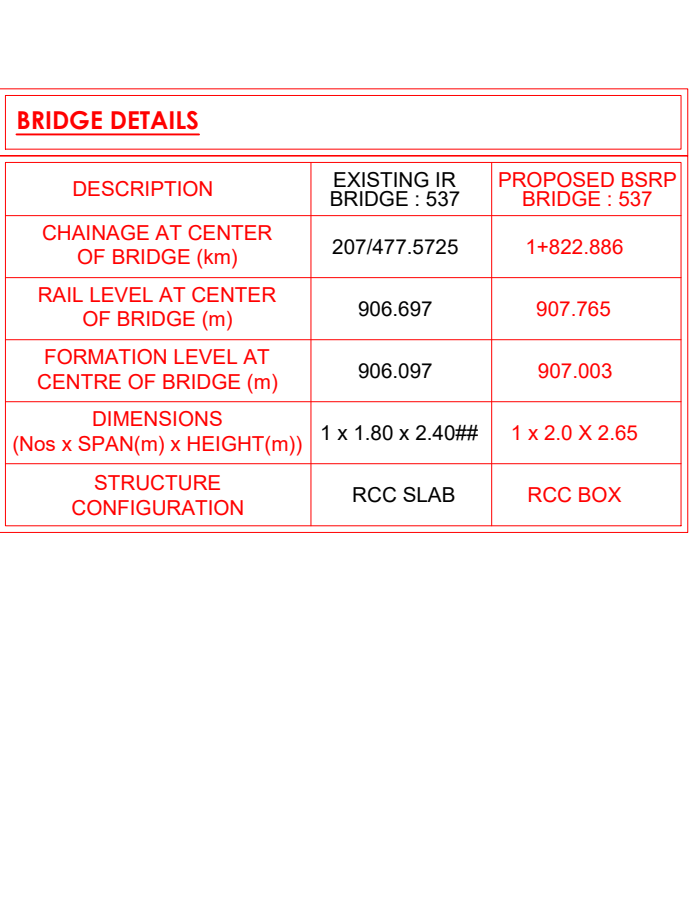 BRIDGE DETAILS
DESCRIPTION
EXISTING IR
BRIDGE : 537
PROPOSED BSRP
BRIDGE : 537
CHAINAGE AT CENTER
OF BRIDGE (km)
207/477.5725
1+822.886
RAIL LEVEL AT CENTER
OF BRIDGE (m)
906.697
907.765
FORMATION LEVEL AT
CENTRE OF BRIDGE (m)
906.097
907.003
DIMENSIONS
(Nos x SPAN(m) x HEIGHT(m))
1 x 1.80 x 2.40##
1 x 2.0 X 2.65
STRUCTURE
CONFIGURATION
RCC SLAB
RCC BOX